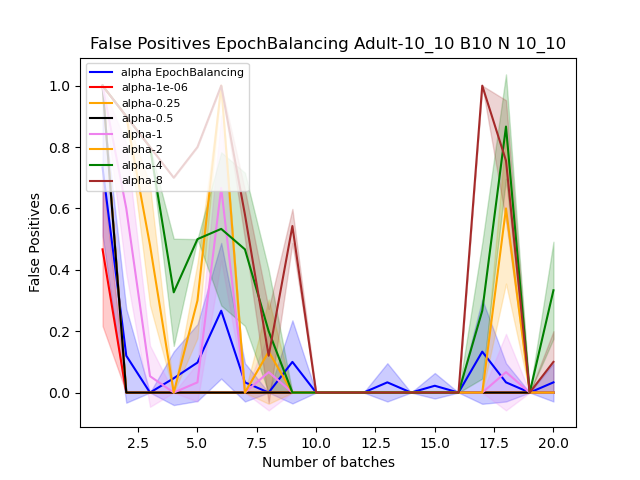 False Positives EpochBalancing Adult-10_10 B10 N 10_10
alpha EpochBalancing
alpha-1e-06
alpha-0.25
alpha-0.5
alpha-1
alpha-2
alpha-4
alpha-8
False Positives
1.0
0.8
0.6
0.4
0.2
0.0
2.5 5.0 7.5 10.0 12.5 15.0 17.5 20.0
Number of batches